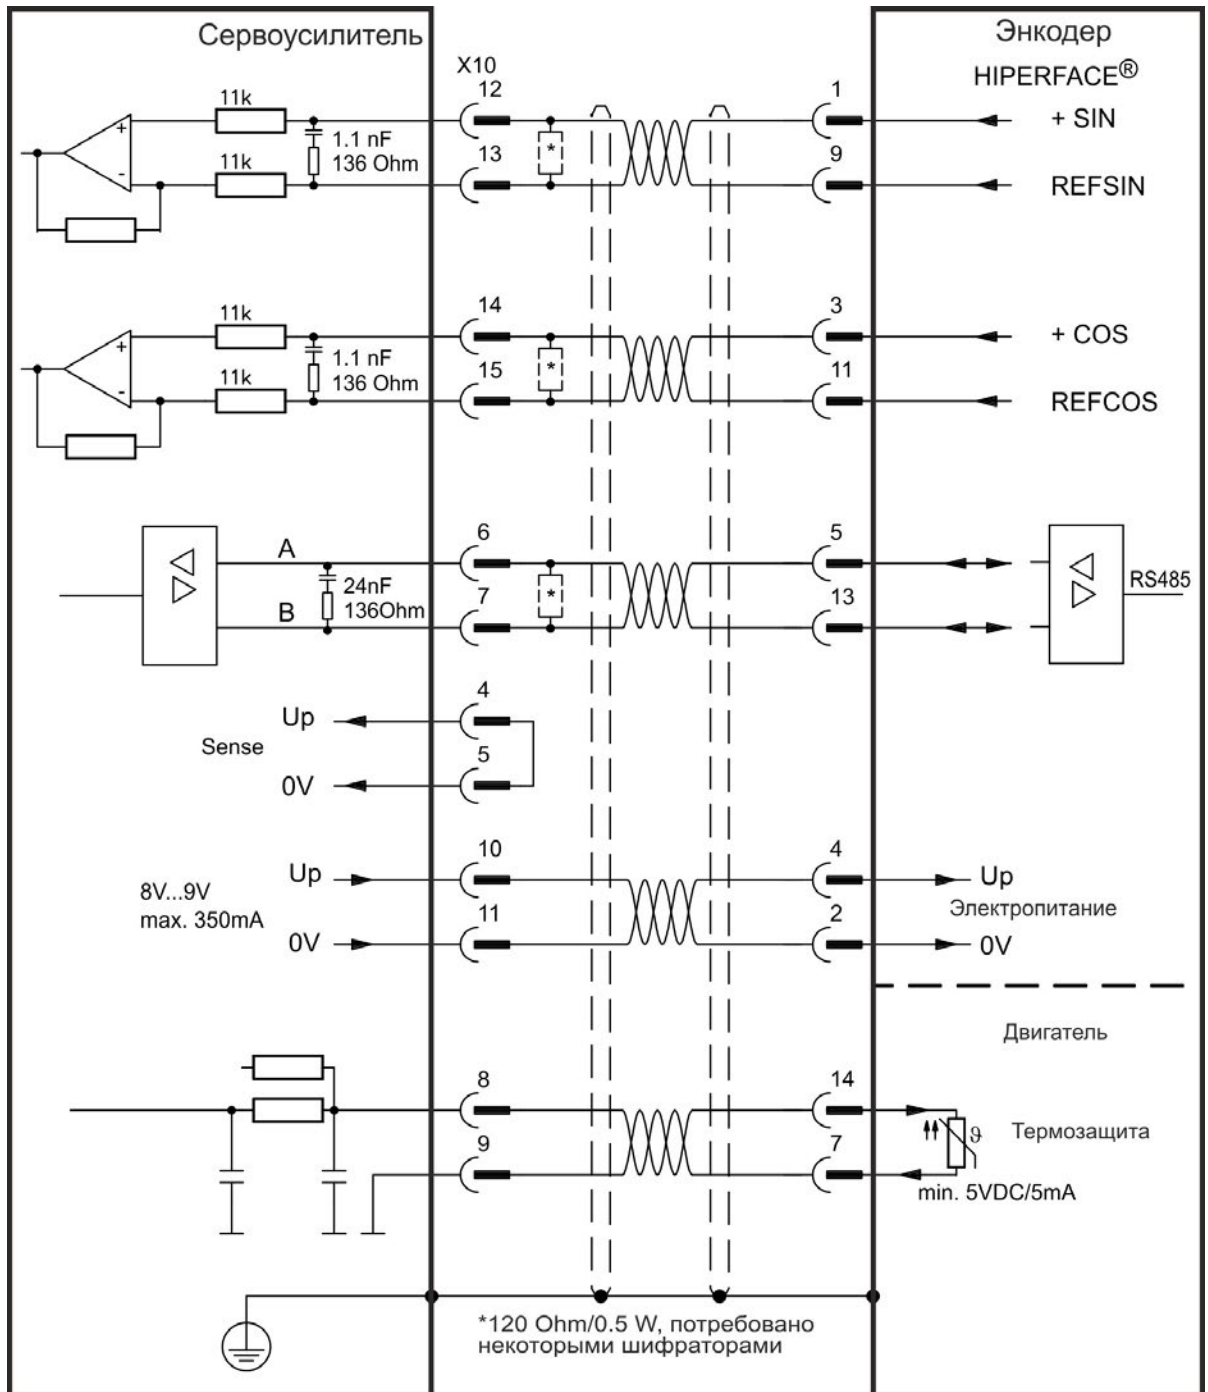 Сервоусилитель
Энкодер
HIPERFACE®
X10
11k
12
1
+ SIN
+
1.1 nF
136 Ohm
*
11k
13
9
REFSIN
-
11k
14
3
+ COS
+
1.1 nF
136 Ohm
*
11k
15
11
REFCOS
-
A
6
5
24nF
136Ohm
*
RS485
B
7
13
Up
4
Sense
5
0V
10
4
Up
Up
8V...9V
max. 350mA
Электропитание
11
2
0V
0V
Двигатель
8
14
ϑ
Термозащита
9
7
min. 5VDC/5mA
*120 Ohm/0.5 W, потребовано
некоторыми шифраторами